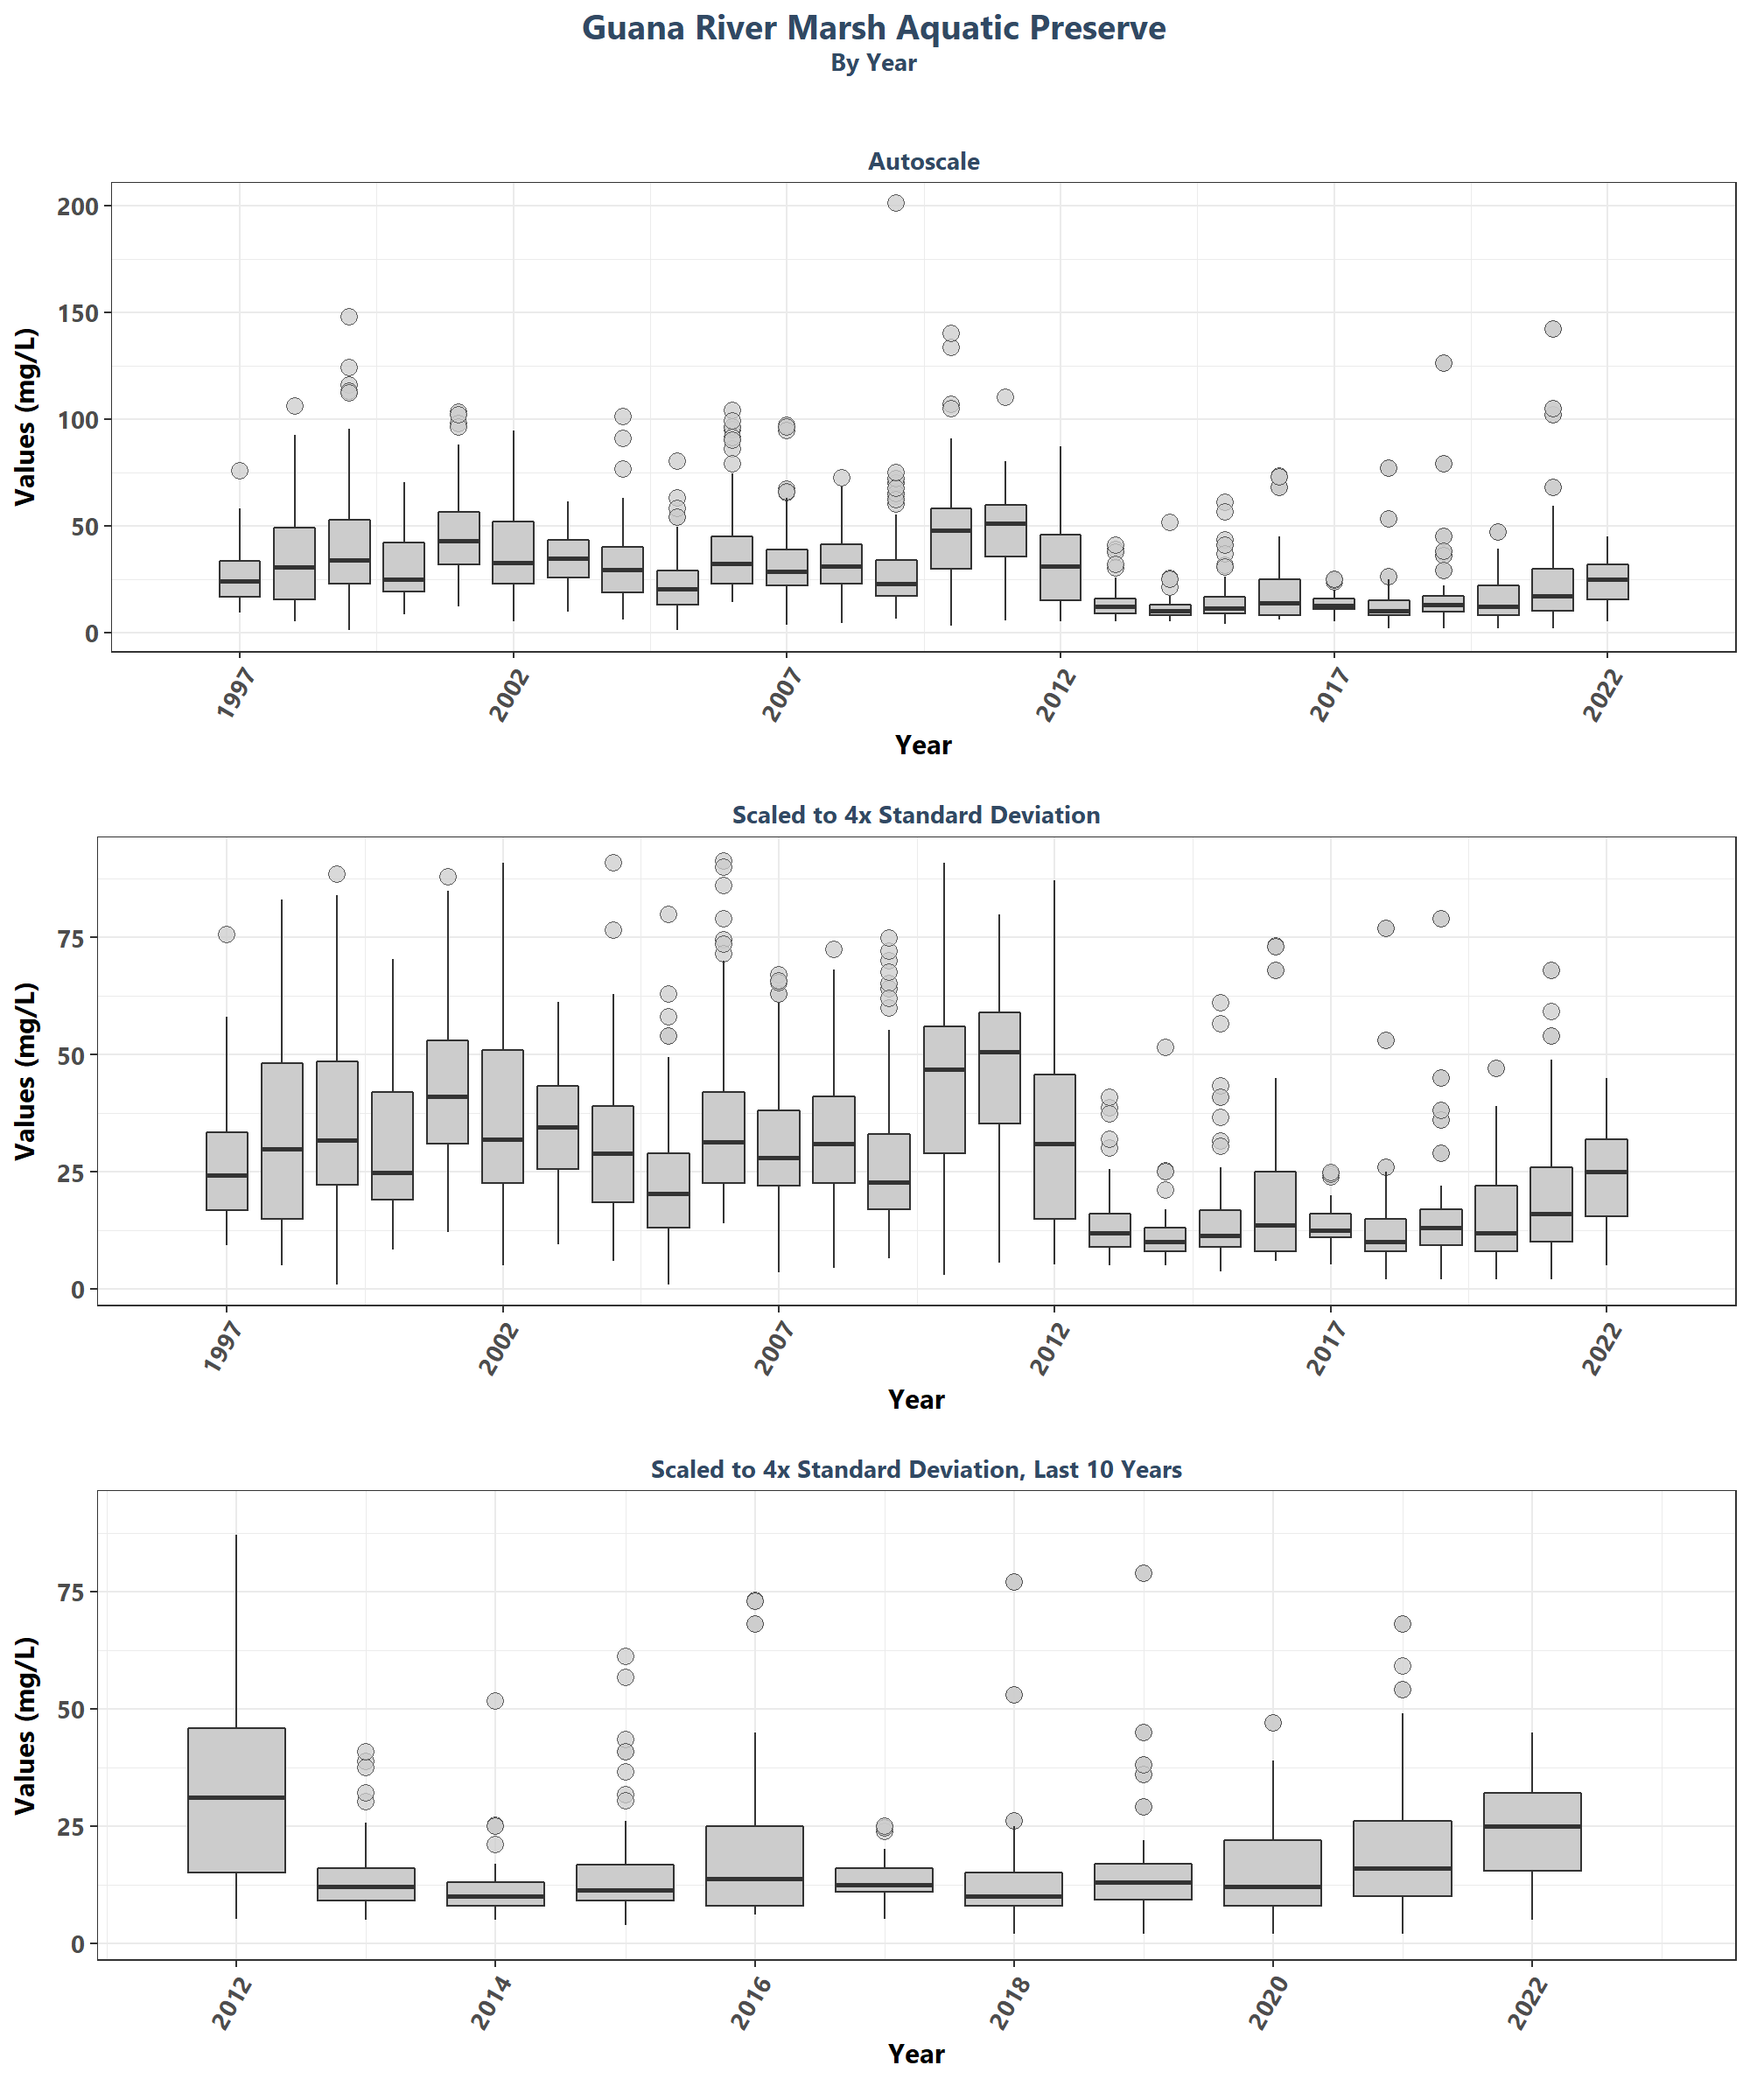 Guana River Marsh Aquatic Preserve
By Year
Autoscale
200
150
100
50
0
Values (mg/L)
1997 2002 2007 2012 2017 2022
Year
Scaled to 4x Standard Deviation
75
50
25
0
Values (mg/L)
1997 2002 2007 2012 2017 2022
Year
Scaled to 4x Standard Deviation, Last 10 Years
75
50
25
0
Values (mg/L)
2012 2014 2016 2018 2020 2022
Year